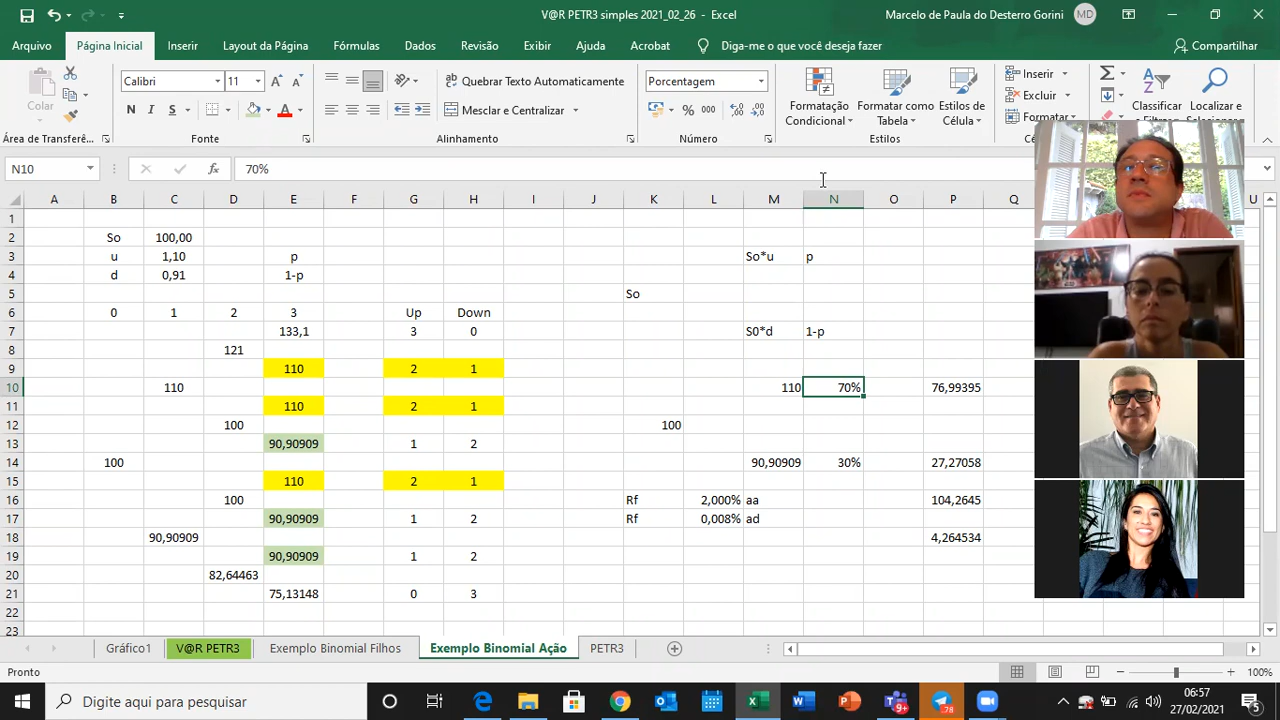 V@R PETR3 simples 2021_02_26 - Excel
Marcelo de Paula do Desterro Gorini MD
Arquivo Página Inicial Inserir Layout da Página Fórmulas Dados Revisão Exibir Ajuda Acrobat Diga-me o que você deseja fazer Compartilhar
Calibri 11 Quebrar Texto Automaticamente Porcentagem Inserir
Colar N I S Mesclar e Centralizar % 000 Formatação Condicional Formatar como Tabela Estilos de Célula Excluir Formatar Classificar e Filtrar Localizar e Selecionar
Área de Transferê... Fonte Alinhamento Número Estilos
N10 fx 70%
A B C D E F G H I J K L M N O P Q U
1
2 So 100,00
3 u 1,10 p So*u p
4 d 0,91 1-p
5 So
6 0 1 2 3 Up Down
7 133,1 3 0 S0*d 1-p
8 121
9 110 2 1
10 110 110 70% 76,99395
11 110 2 1
12 100 100
13 90,90909 1 2
14 100 90,90909 30% 27,27058
15 110 2 1
16 100 Rf 2,000% aa 104,2645
17 90,90909 1 2 Rf 0,008% ad
18 90,90909 4,264534
19 90,90909 1 2
20 82,64463
21 75,13148 0 3
22
23
Gráfico1 V@R PETR3 Exemplo Binomial Filhos Exemplo Binomial Ação PETR3
Pronto 100%
Digite aqui para pesquisar
06:57
27/02/2021